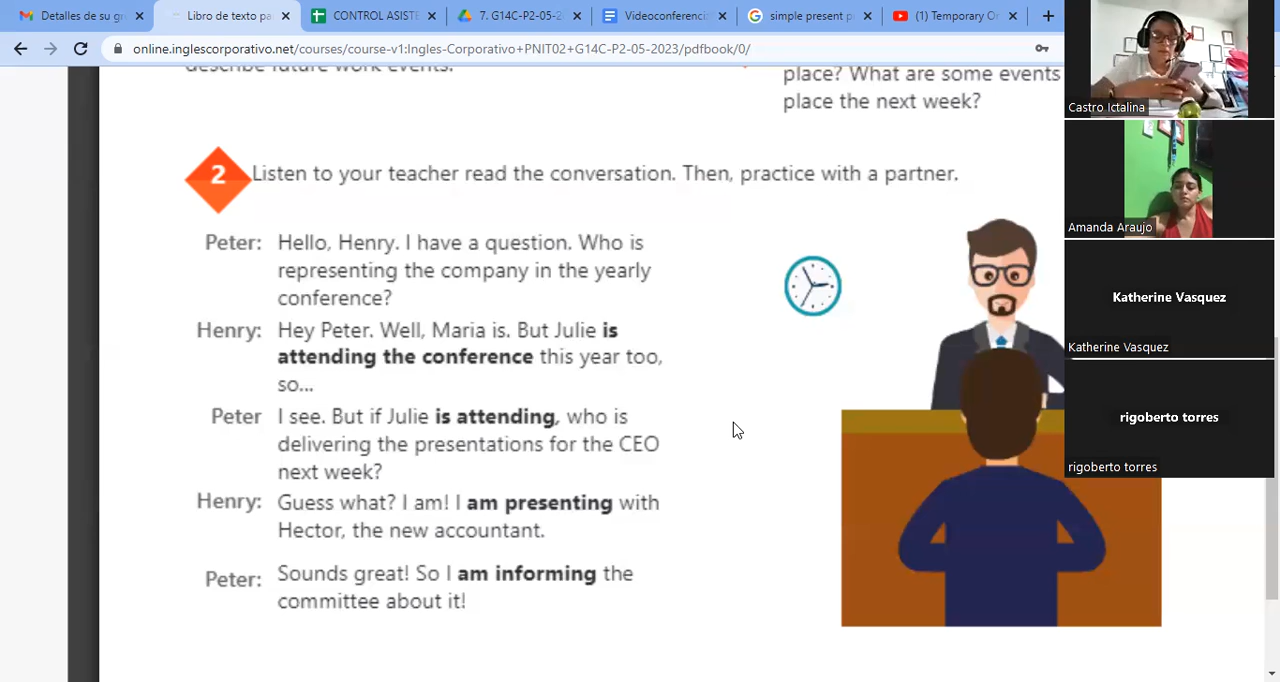 Detalles de su gr
Libro de texto pa
CONTROL ASIST
7. G14C-P2-05-2
Videoconferenci
simple present p
(1) Temporary Or
online.inglescorporativo.net/courses/course-v1:Ingles-Corporativo+PNIT02+G14C-P2-05-2023/pdfbook/0/
describe future work events.
place? What are some events
place the next week?
2
Listen to your teacher read the conversation. Then, practice with a partner.
Peter: Hello, Henry. I have a question. Who is
representing the company in the yearly
conference?
Henry: Hey Peter. Well, Maria is. But Julie is
attending the conference this year too,
so...
Peter I see. But if Julie is attending, who is
delivering the presentations for the CEO
next week?
Henry: Guess what? I am! I am presenting with
Hector, the new accountant.
Peter: Sounds great! So I am informing the
committee about it!
Castro Ictalina
Amanda Araujo
Katherine Vasquez
Katherine Vasquez
rigoberto torres
rigoberto torres